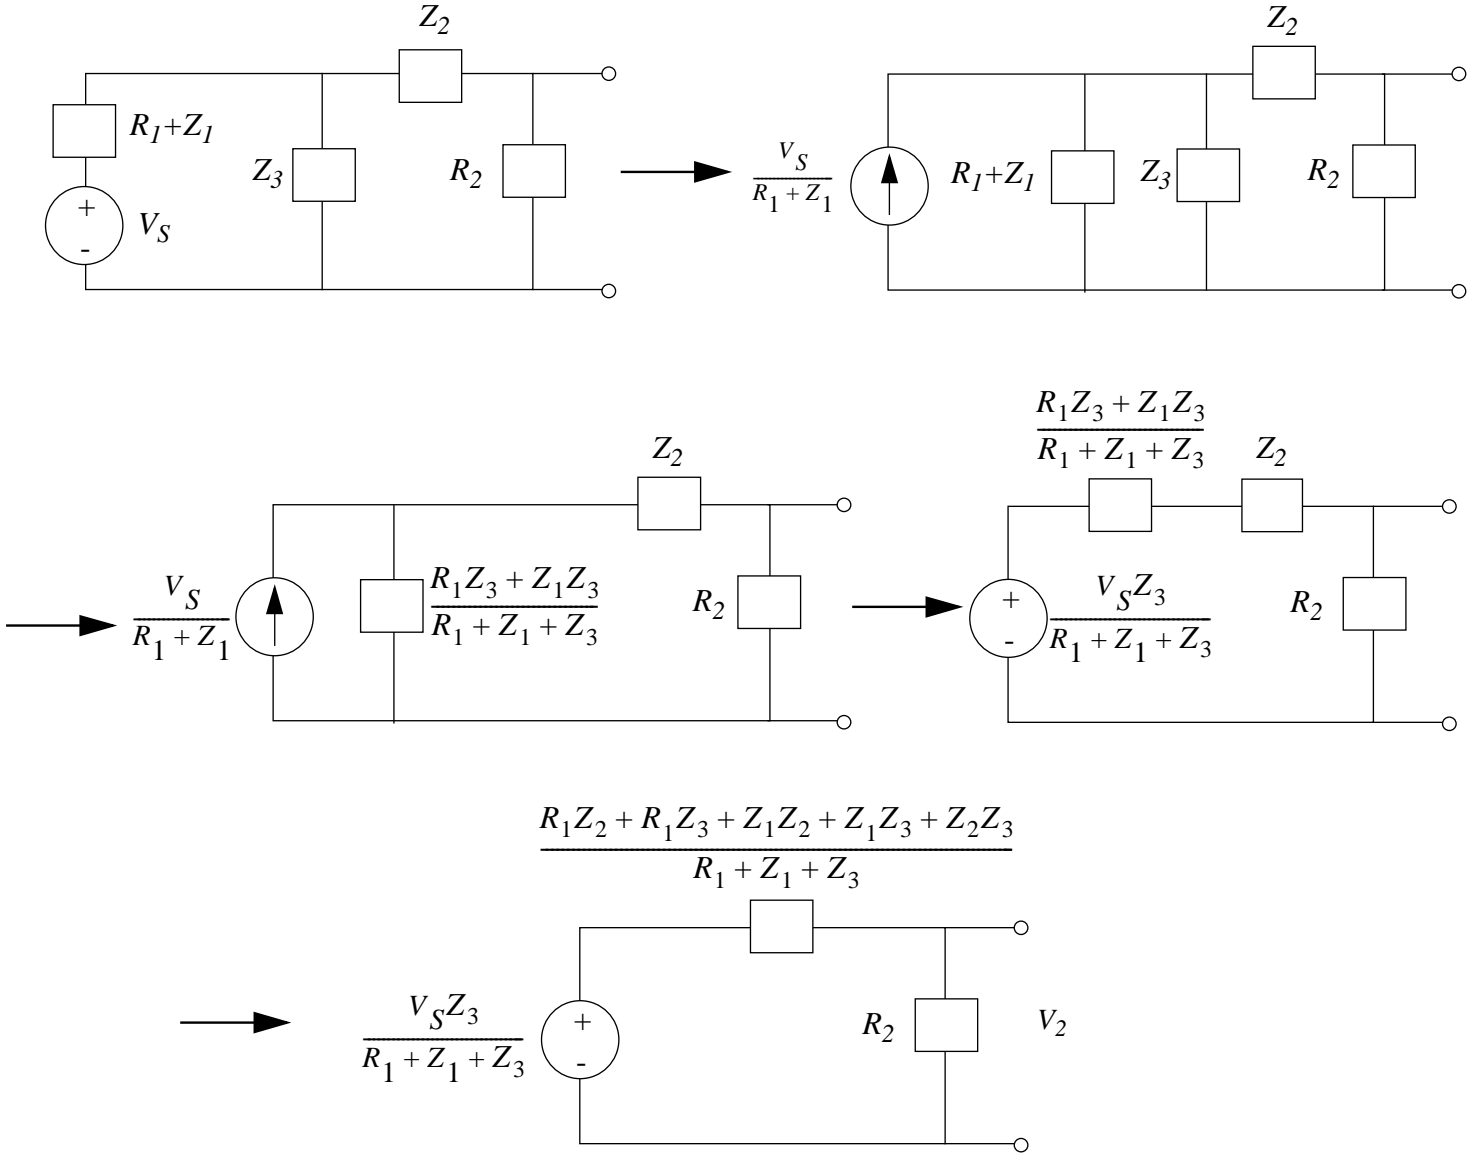 Z2
R1+Z1
Z3
R2
+
-
VS
Z2
VS
R1 + Z1
R1+Z1
Z3
R2
Z2
VS
R1 + Z1
R1Z3 + Z1Z3
R1 + Z1 + Z3
R2
R1Z3 + Z1Z3
R1 + Z1 + Z3
Z2
+
-
VSZ3
R1 + Z1 + Z3
R2
R1Z2 + R1Z3 + Z1Z2 + Z1Z3 + Z2Z3
R1 + Z1 + Z3
VSZ3
R1 + Z1 + Z3
+
-
R2
V2